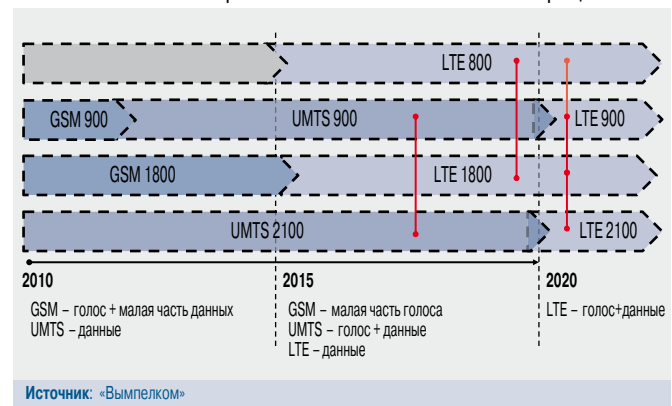 LTE 800
GSM 900 UMTS 900 LTE 900
GSM 1800 LTE 1800
UMTS 2100 LTE 2100
2010 2015 2020
GSM – голос + малая часть данных
UMTS – данные
GSM – малая часть голоса
UMTS – голос + данные
LTE – данные
LTE – голос+данные
Источник: «Вымпелком»